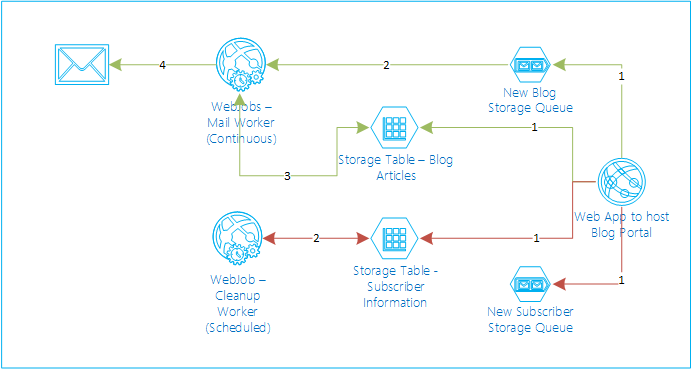 4
2
1
WebJobs –
Mail Worker
(Continuous)
New Blog
Storage Queue
1
3
Storage Table – Blog
Articles
Web App to host
Blog Portal
2
1
WebJob –
Cleanup
Worker
(Scheduled)
Storage Table -
Subscriber
Information
1
New Subscriber
Storage Queue